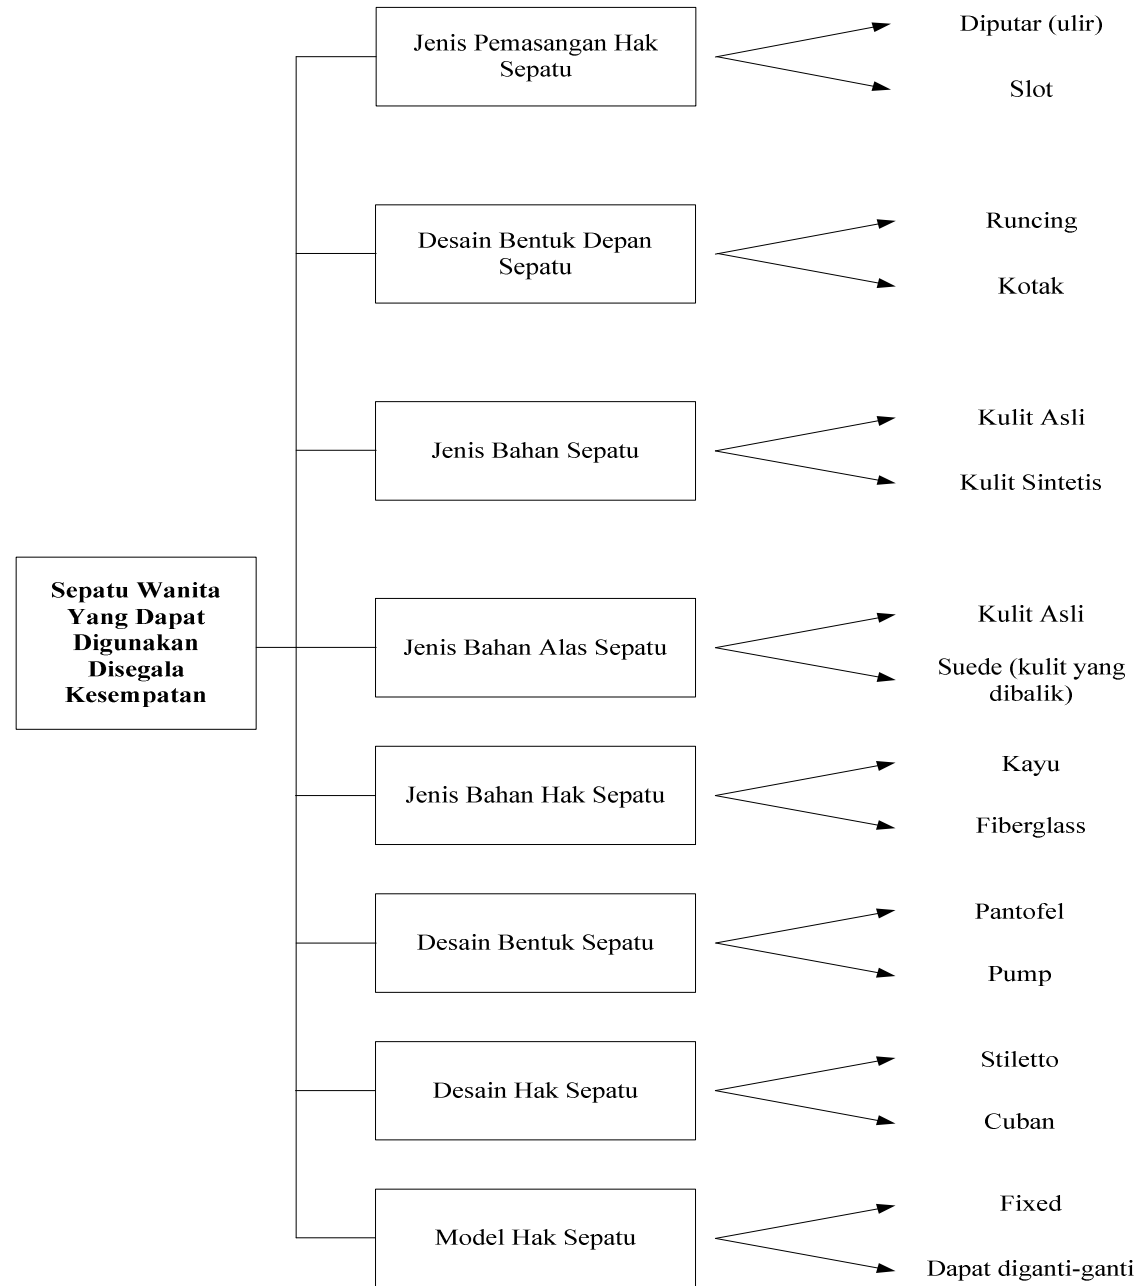 Jenis Pemasangan Hak
Sepatu
Diputar (ulir)
Slot
Desain Bentuk Depan
Sepatu
Runcing
Kotak
Jenis Bahan Sepatu
Kulit Asli
Kulit Sintetis
Sepatu Wanita
Yang Dapat
Digunakan
Disegala
Kesempatan
Jenis Bahan Alas Sepatu
Kulit Asli
Suede (kulit yang
dibalik)
Jenis Bahan Hak Sepatu
Kayu
Fiberglass
Desain Bentuk Sepatu
Pantofel
Pump
Desain Hak Sepatu
Stiletto
Cuban
Model Hak Sepatu
Fixed
Dapat diganti-ganti